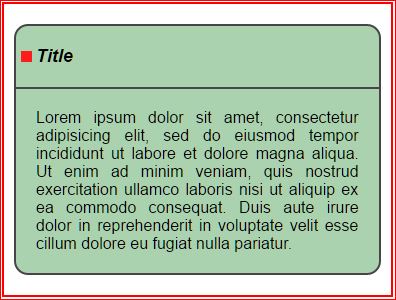 Title
Lorem ipsum dolor sit amet, consectetur
adipisicing elit, sed do eiusmod tempor
incididunt ut labore et dolore magna aliqua.
Ut enim ad minim veniam, quis nostrud
exercitation ullamco laboris nisi ut aliquip ex
ea commodo consequat. Duis aute irure
dolor in reprehenderit in voluptate velit esse
cillum dolore eu fugiat nulla pariatur.